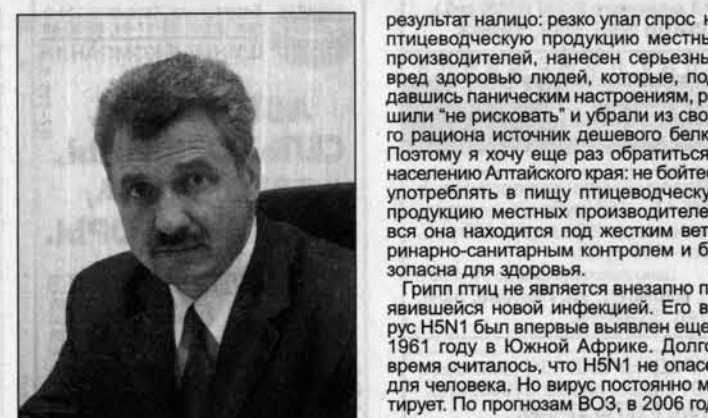 результат налицо: резко упал спрос н
птицеводческую продукцию местны
производителей, нанесен серьезны
вред здоровью людей, которые, под
давшись паническим настроениям, р
шили "не рисковать" и убрали из сво
го рациона источник дешевого белк
Поэтому я хочу еще раз обратиться
населению Алтайского края: не бойтес
употреблять в пищу птицеводческу
продукцию местных производителе
вся она находится под жестким вет
ринарно-санитарным контролем и б
зопасна для здоровья.
Грипп птиц не является внезапно п
явившейся новой инфекцией. Его в
рус H5N1 был впервые выявлен еще
1961 году в Южной Африке. Долго
время считалось, что H5N1 не опасе
для человека. Но вирус постоянно м
тирует. По прогнозам ВОЗ, в 2006 год